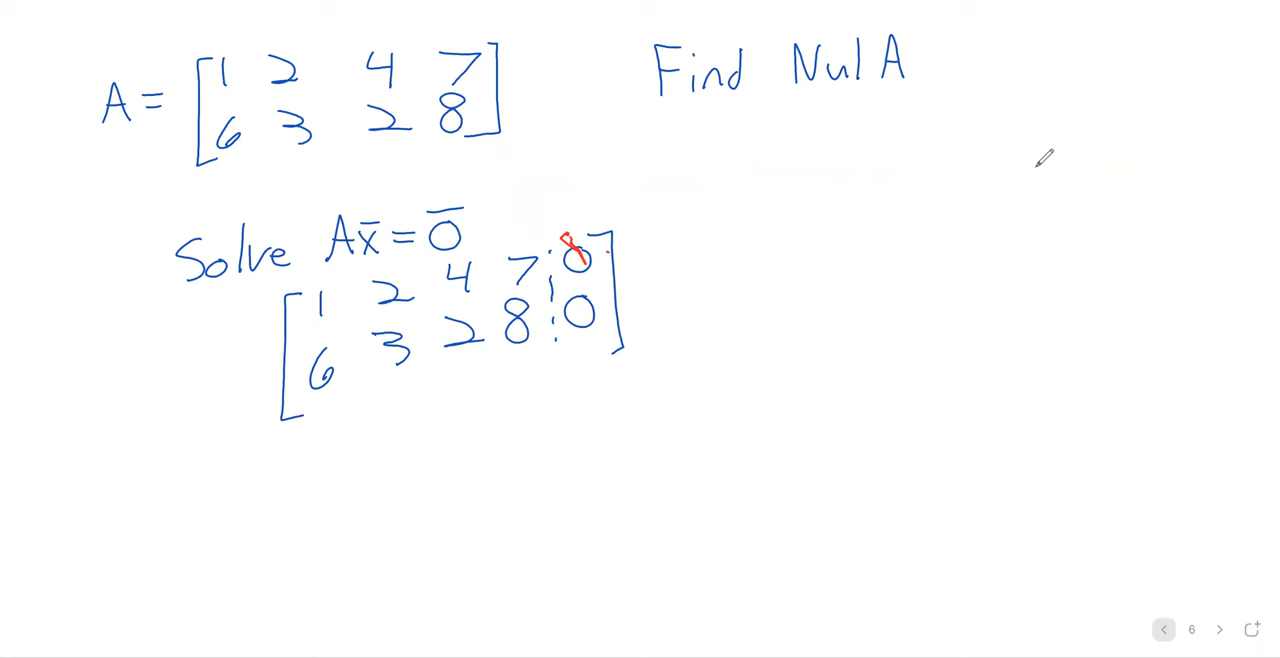 A = [1 2 4 7 Find Nul A
6 3 2 8]
Solve Ax̄ = 0̄
[1 2 4 7 ¦ 0
6 3 2 8 ¦ 0]
6